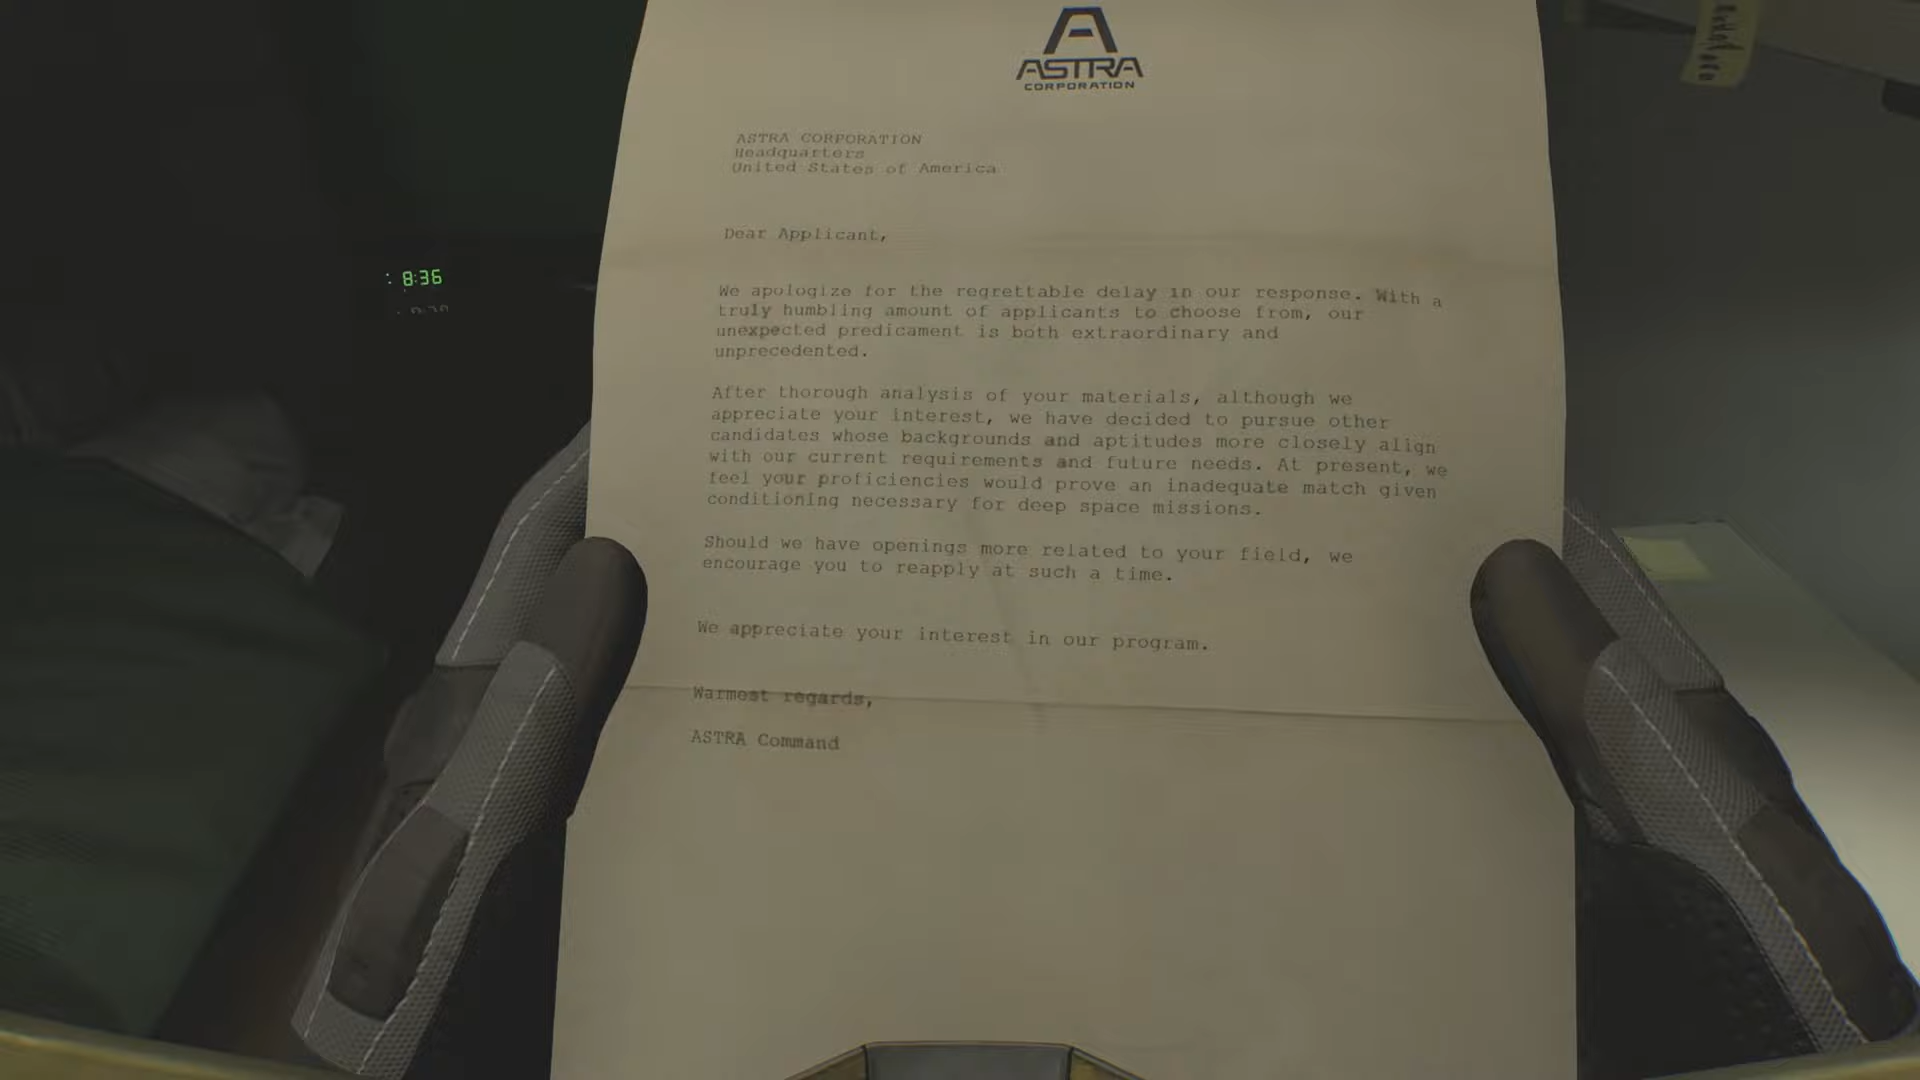 ASTRA
CORPORATION
ASTRA CORPORATION
Headquarters
United States of America
Dear Applicant,
We apologize for the regrettable delay in our response. With a
truly humbling amount of applicants to choose from, our
unexpected predicament is both extraordinary and
unprecedented.
After thorough analysis of your materials, although we
appreciate your interest, we have decided to pursue other
candidates whose backgrounds and aptitudes more closely align
with our current requirements and future needs. At present, we
feel your proficiencies would prove an inadequate match given
conditioning necessary for deep space missions.
Should we have openings more related to your field, we
encourage you to reapply at such a time.
We appreciate your interest in our program.
Warmest regards,
ASTRA Command
8:36